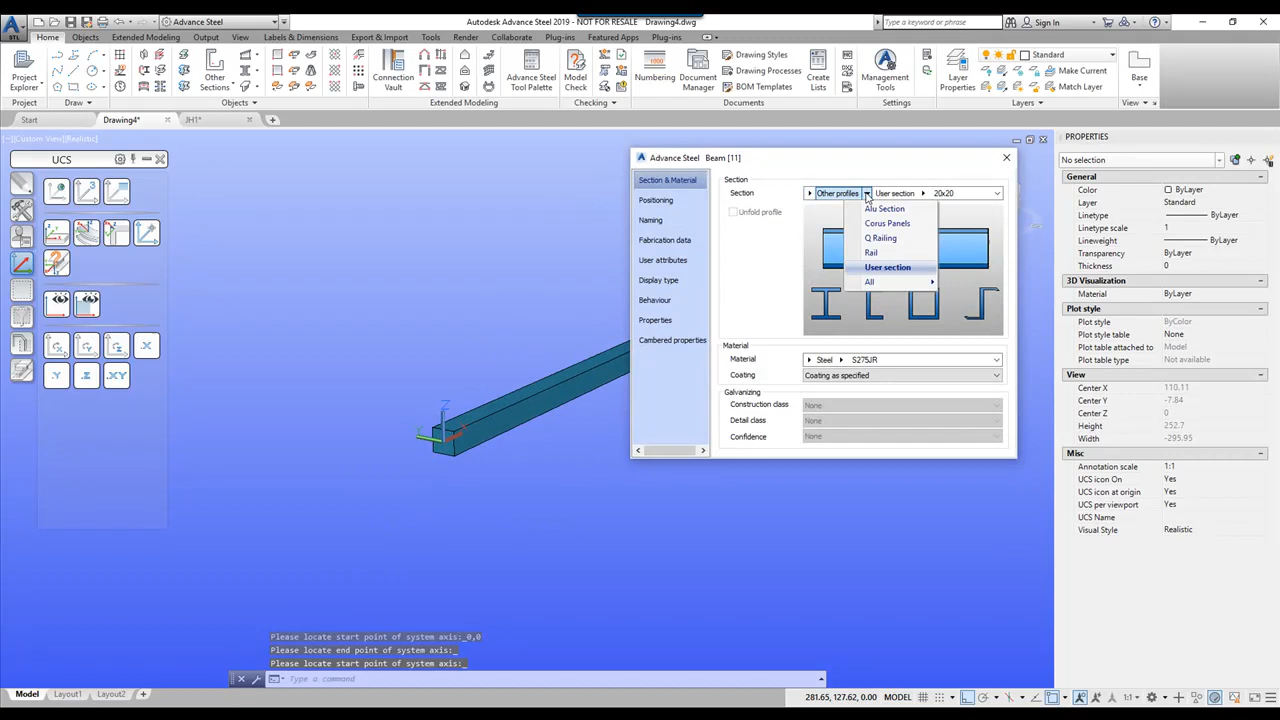 Advance Steel
Autodesk Advance Steel 2019 - NOT FOR RESALE Drawing4.dwg
Type a keyword or phrase
Sign In
Home Objects Extended Modeling Output View Labels & Dimensions Export & Import Tools Render Collaborate Plug-ins Featured Apps Plug-ins
Project Explorer
Other Sections
Connection Vault
Advance Steel Tool Palette
Model Check
Numbering
Document Manager
Drawing Styles
Drawing Processes
BOM Templates
Create Lists
Management Tools
Layer Properties
Standard
Make Current
Match Layer
Base
Project Draw Objects Extended Modeling Checking Documents Settings Layers View
Start Drawing4* JH1*
[−][Custom View][Realistic]
UCS
Advance Steel Beam [11]
Section & Material
Positioning
Naming
Fabrication data
User attributes
Display type
Behaviour
Properties
Cambered properties
Section
Section Other profiles User section 20x20
Unfold profile
Alu Section
Corus Panels
Q Railing
Rail
User section
All
Material
Material Steel S275JR
Coating Coating as specified
Galvanizing
Construction class None
Detail class None
Confidence None
PROPERTIES
No selection
General
Color ByLayer
Layer Standard
Linetype ByLayer
Linetype scale 1
Lineweight ByLayer
Transparency ByLayer
Thickness 0
3D Visualization
Material ByLayer
Plot style
Plot style ByColor
Plot style table None
Plot table attached to Model
Plot table type Not available
View
Center X 110.11
Center Y -7.84
Center Z 0
Height 252.7
Width -295.95
Misc
Annotation scale 1:1
UCS icon On Yes
UCS icon at origin Yes
UCS per viewport Yes
UCS Name
Visual Style Realistic
Please locate start point of system axis:_0,0
Please locate end point of system axis:_
Please locate start point of system axis:_
Type a command
Model Layout1 Layout2
281.65, 127.62, 0.00 MODEL
1:1